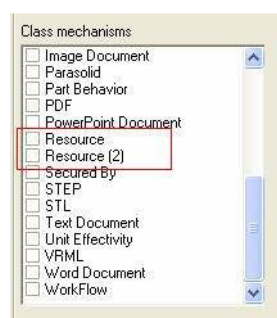 Class mechanisms
Image Document
Parasolid
Part Behavior
PDF
PowerPoint Document
Resource
Resource (2)
Secured By
STEP
STL
Text Document
Unit Effectivity
VRML
Word Document
WorkFlow